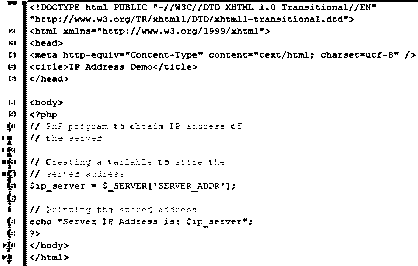 <!DOCTYPE html PUBLIC "-//W3C//DTD XHTML 1.0 Transitional//EN"
"http://www.w3.org/TR/xhtml1/DTD/xhtml1-transitional.dtd">
<html xmlns="http://www.w3.org/1999/xhtml">
<head>
<meta http-equiv="Content-Type" content="text/html; charset=utf-8" />
<title>IP Address Demo</title>
</head>
<body>
<?php
// PHP program to obtain IP address of
// the server
// Creating a variable to store the
// server address
$ip_server = $_SERVER['SERVER_ADDR'];
// Printing the stored address
echo "Server IP Address is: $ip_server";
?>
</body>
</html>